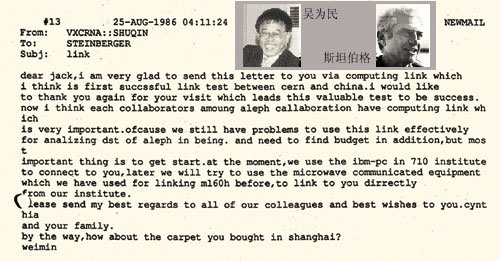 #13 25-AUG-1986 04:11:24 NEWMAIL
From: VXCRNA::SHUQIN
To: STEINBERGER
Subj: link
吴为民
斯坦伯格
dear jack,i am very glad to send this letter to you via computing link which
i think is first succssful link test between cern and china.i would like
to thank you again for your visit which leads this valuable test to be success.
now i think each collaborators amoung aleph callaboration have computing link wh
ich
is very important.ofcause we still have problems to use this link effectively
for analizing dst of aleph in being. and need to find budget in addition,but mos
t
important thing is to get start.at the moment,we use the ibm-pc in 710 institute
to connect to you,later we will try to use the microwave communicated equipment
which we have used for linking m160h before,to link to you dirrectly
from our institute.
lease send my best regards to all of our colleagues and best wishes to you.cynt
hia
and your family.
by the way,how about the carpet you bought in shanghai?
weimin